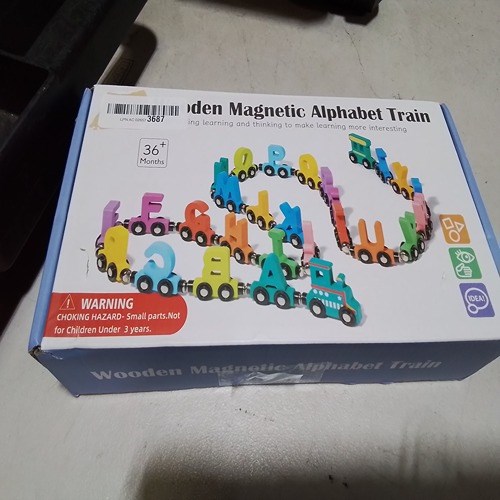 oden Magnetic Alphabet Train
3687
ing learning and thinking to make learning more interesting
36+
Months
WARNING
CHOKING HAZARD- Small parts.Not
for Children Under 3 years.
IDEA!
Wooden Magnetic Alphabet Train